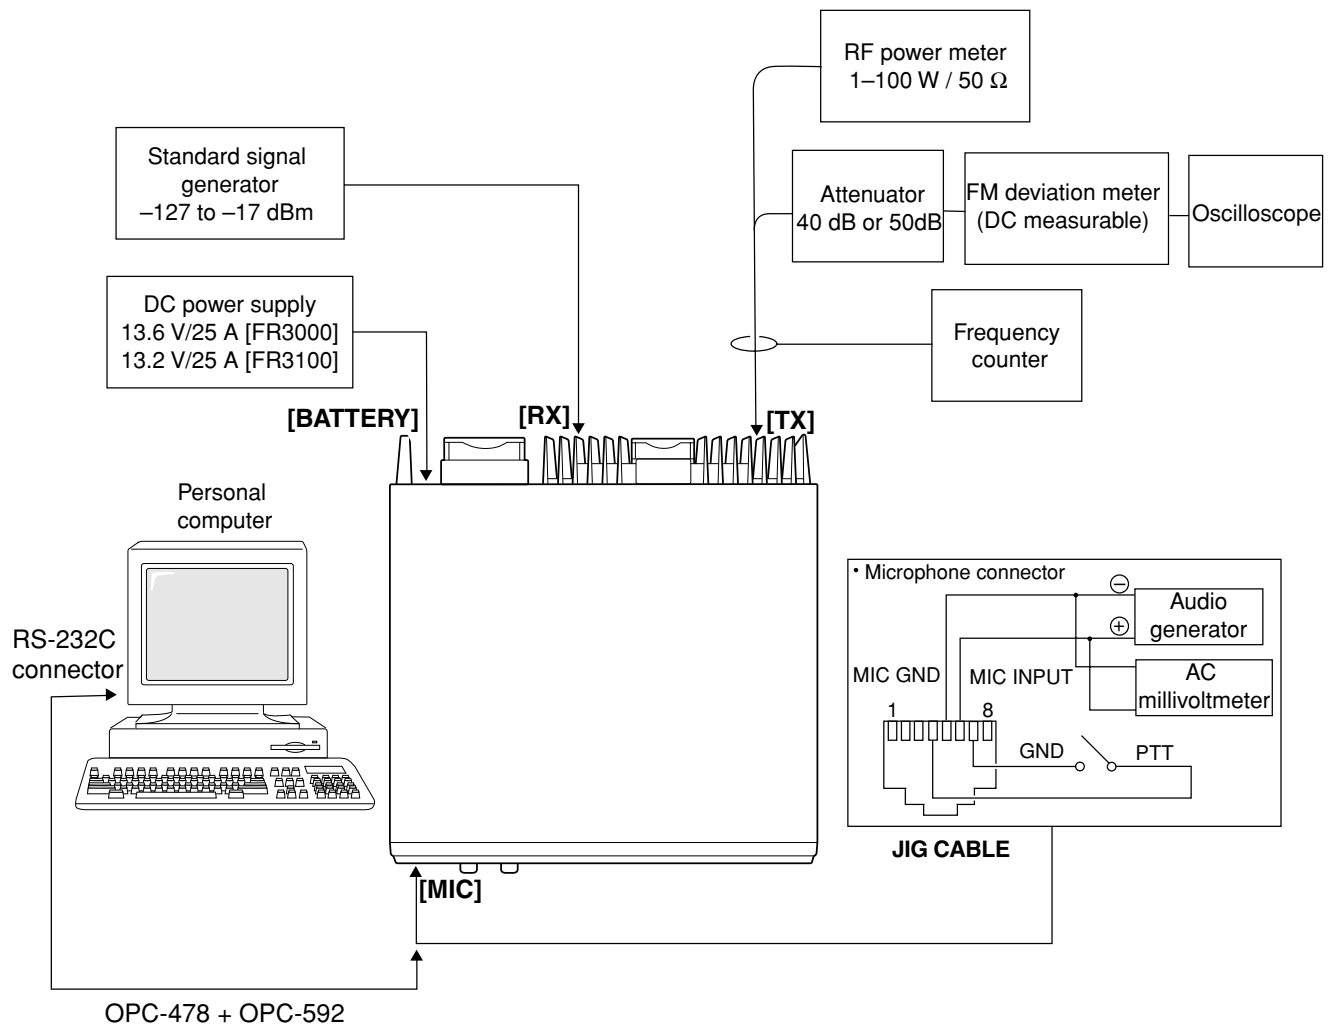 RF power meter
1–100 W / 50 Ω
Standard signal
generator
–127 to –17 dBm
Attenuator
40 dB or 50dB
FM deviation meter
(DC measurable)
Oscilloscope
DC power supply
13.6 V/25 A [FR3000]
13.2 V/25 A [FR3100]
Frequency
counter
[BATTERY]
[RX]
[TX]
Personal
computer
RS-232C
connector
• Microphone connector
⊖
⊕
Audio
generator
MIC GND
MIC INPUT
AC
millivoltmeter
1
8
GND
PTT
JIG CABLE
[MIC]
OPC-478 + OPC-592